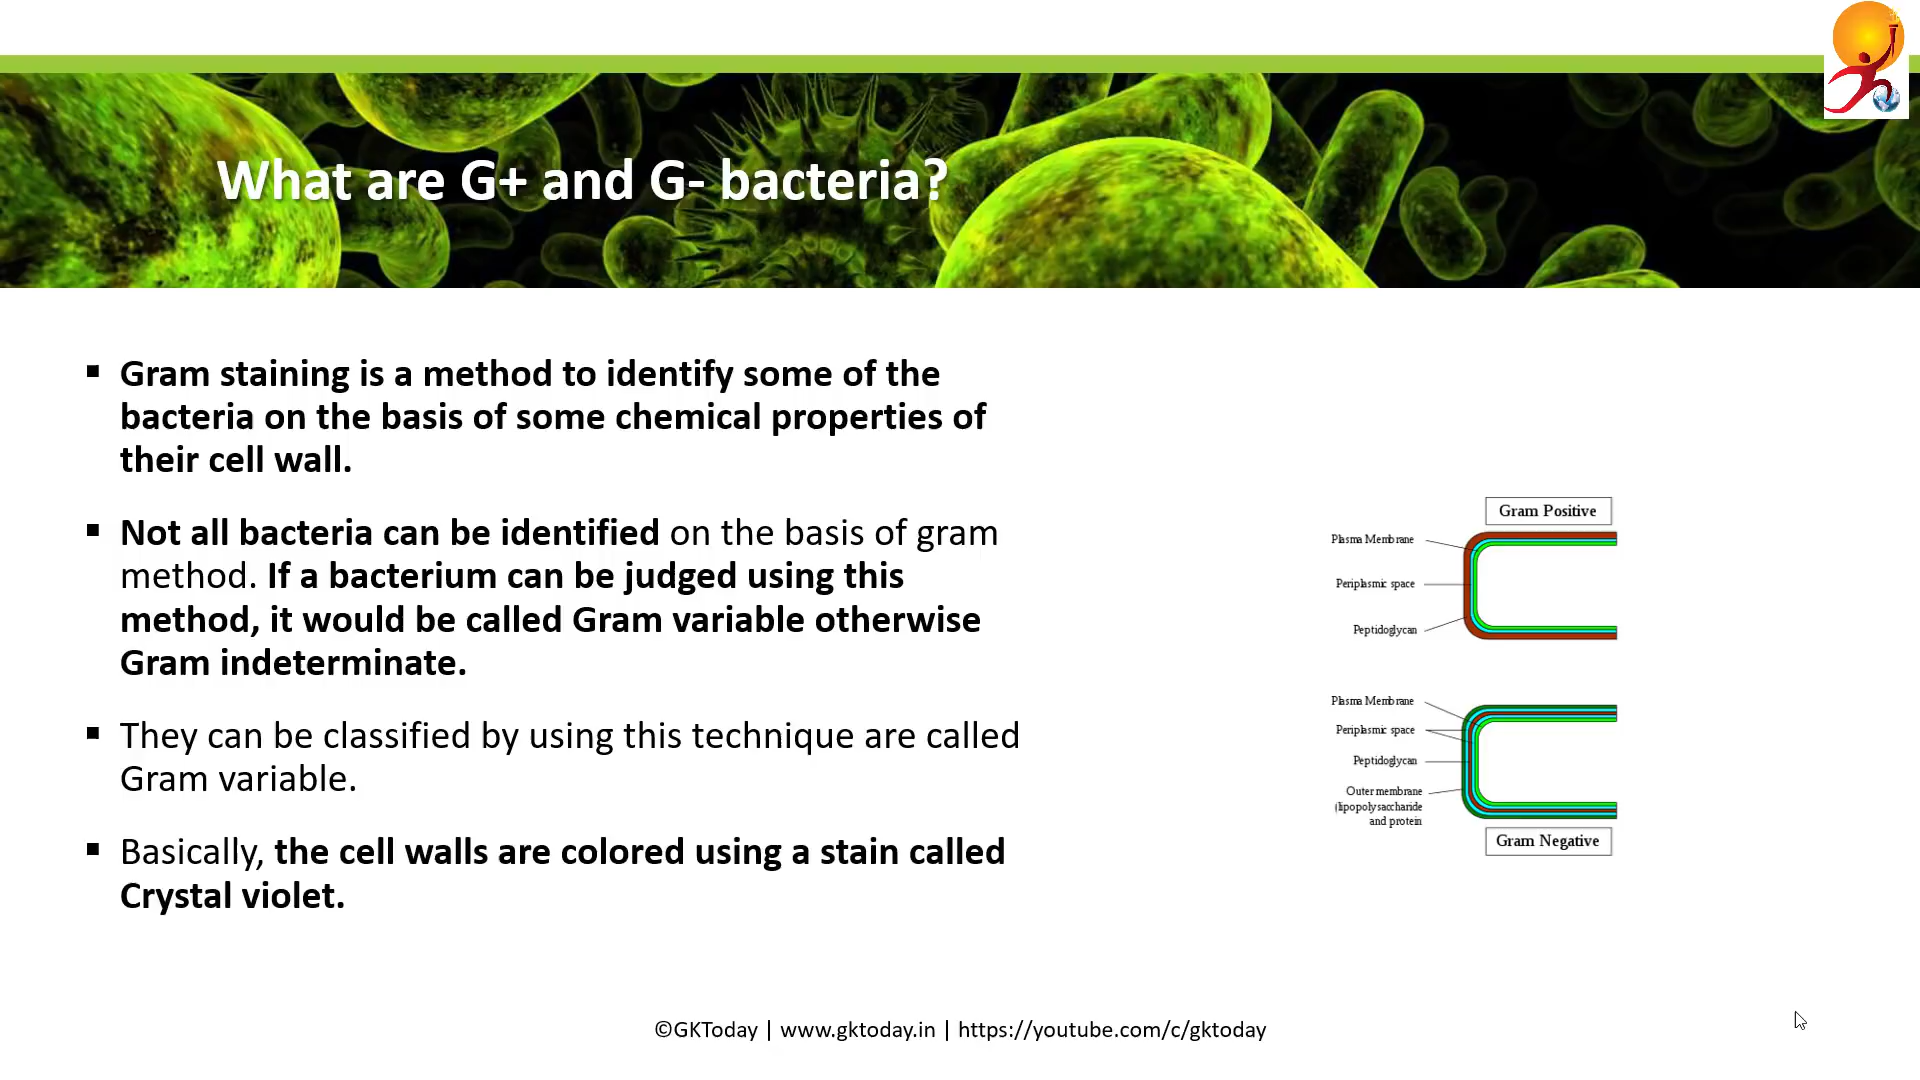 What are G+ and G- bacteria?
▪ Gram staining is a method to identify some of the
bacteria on the basis of some chemical properties of
their cell wall.
▪ Not all bacteria can be identified on the basis of gram
method. If a bacterium can be judged using this
method, it would be called Gram variable otherwise
Gram indeterminate.
▪ They can be classified by using this technique are called
Gram variable.
▪ Basically, the cell walls are colored using a stain called
Crystal violet.
Gram Positive
Plasma Membrane
Periplasmic space
Peptidoglycan
Plasma Membrane
Periplasmic space
Peptidoglycan
Outer membrane
(lipopolysaccharide
and protein
Gram Negative
©GKToday | www.gktoday.in | https://youtube.com/c/gktoday